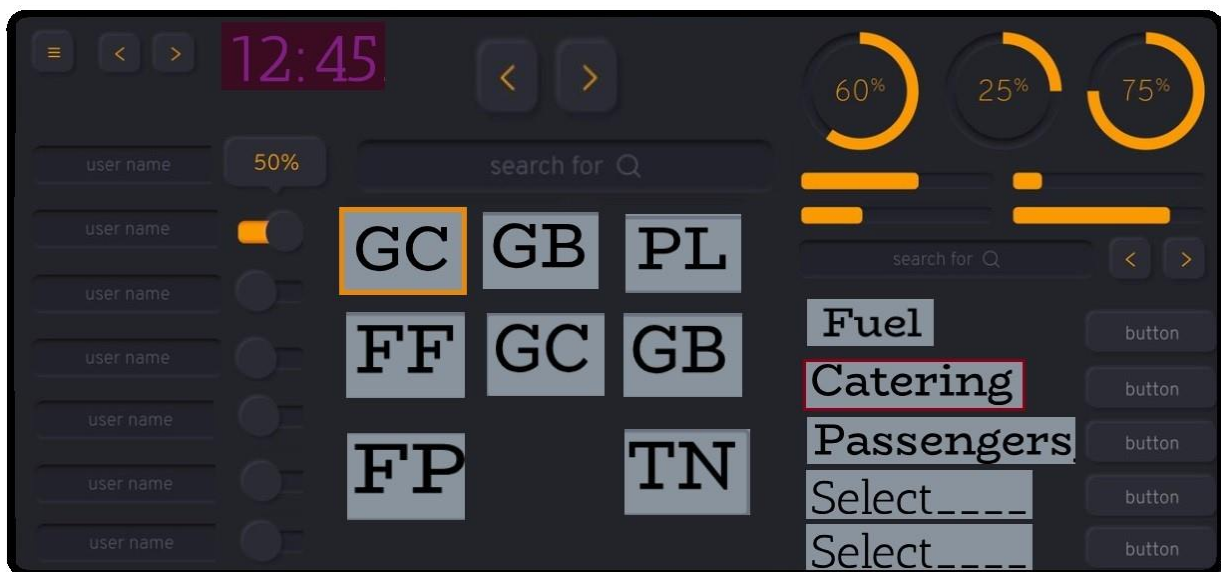 ≡ < > 12:45
< >
60% 25% 75%
user name 50% search for
user name
search for < >
GC GB PL
user name
Fuel button
FF GC GB
user name
Catering button
user name
Passengers button
FP TN
user name
Select____ button
user name
Select____ button